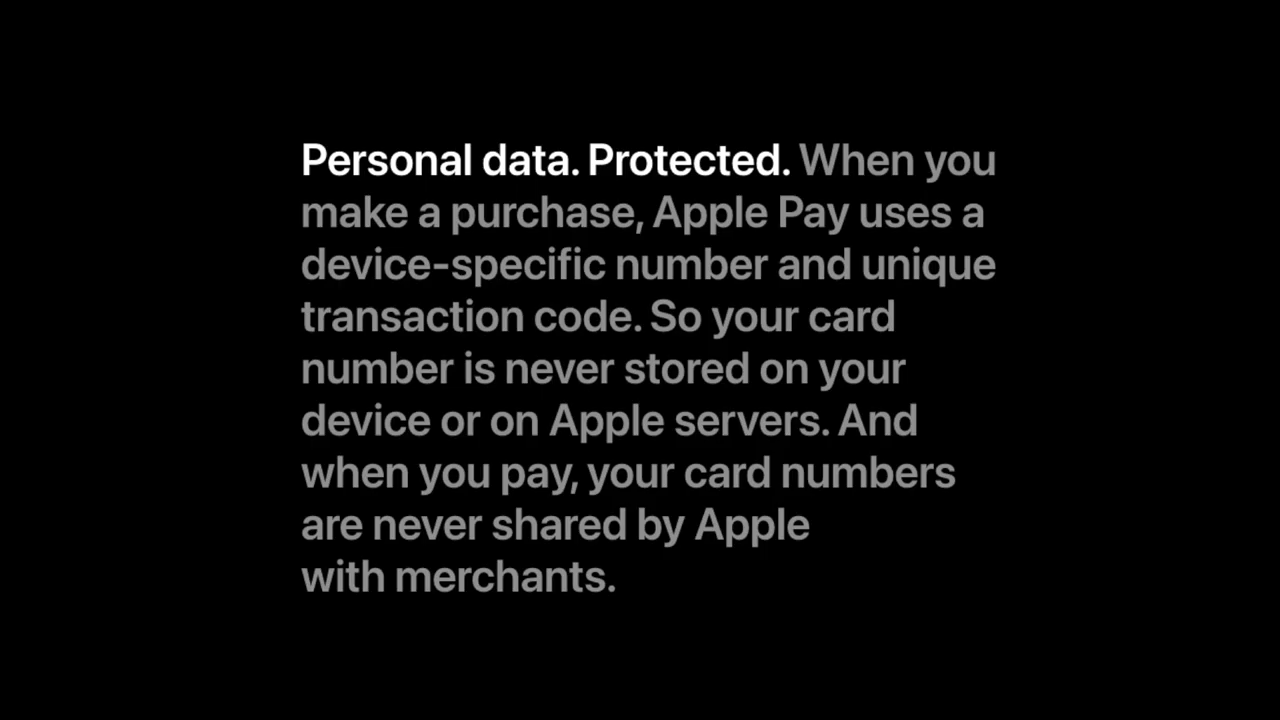 Personal data. Protected. When you
make a purchase, Apple Pay uses a
device-specific number and unique
transaction code. So your card
number is never stored on your
device or on Apple servers. And
when you pay, your card numbers
are never shared by Apple
with merchants.